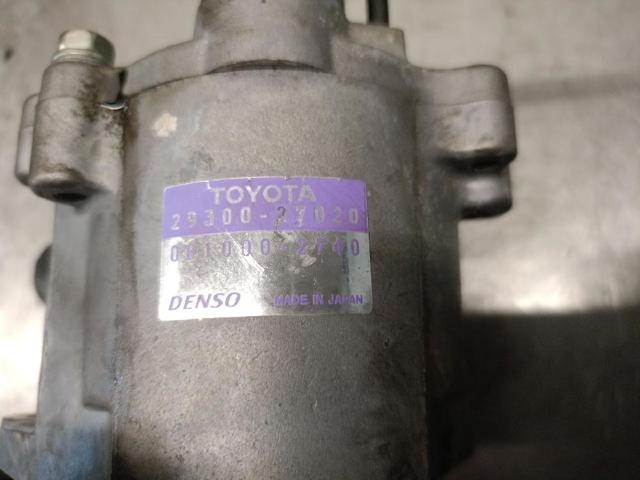 TOYOTA
29300-27020
DENSO MADE IN JAPAN